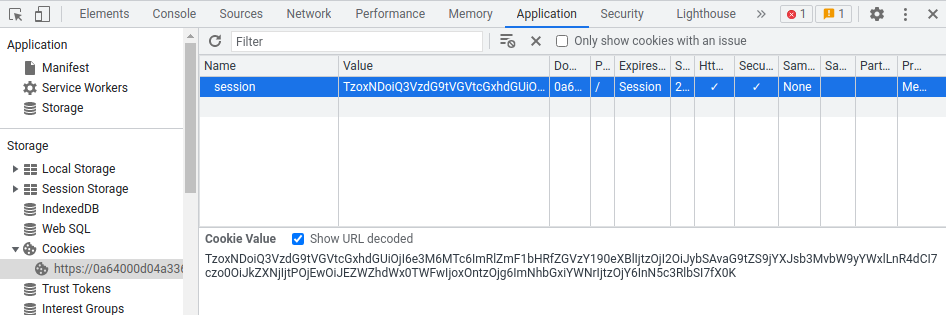 Elements Console Sources Network Performance Memory Application Security Lighthouse » 1 1
Application
Manifest
Service Workers
Storage
Storage
Local Storage
Session Storage
IndexedDB
Web SQL
Cookies
https://0a64000d04a336
Trust Tokens
Interest Groups
Filter Only show cookies with an issue
Name Value Do... P... Expires... S... Htt... Secu... Sam... Sa... Part... Pr...
session TzoxNDoiQ3VzdG9tVGVtcGxhdGUiO... 0a6... / Session 2... ✓ ✓ None Me...
Cookie Value Show URL decoded
TzoxNDoiQ3VzdG9tVGVtcGxhdGUiOjI6e3M6MTc6ImRlZmF1bHRfZGVzY190eXBlIjtzOjI2OiJybSAvaG9tZS9jYXJsb3MvbW9yYWxlLnR4dCI7
czo0OiJkZXNjIjtPOjEwOiJEZWZhdWx0TWFwIjoxOntzOjg6ImNhbGxiYWNrIjtzOjY6InN5c3RlbSI7fX0K